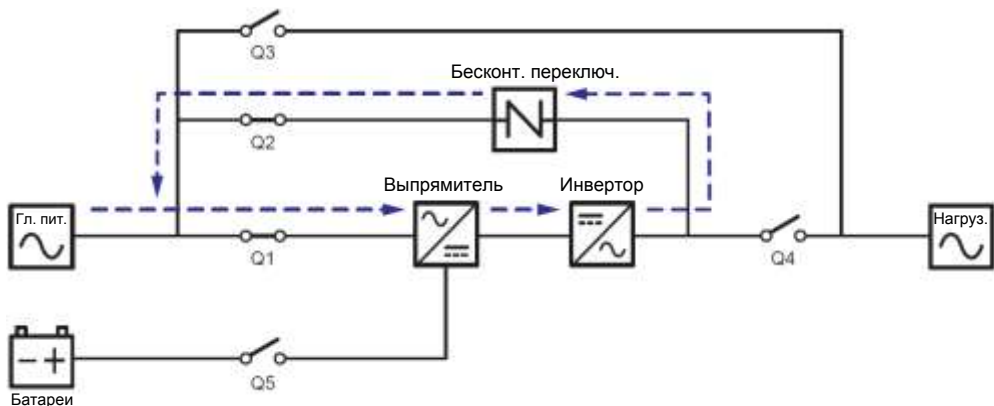 Q3
Бесконт. переключ.
Q2
Выпрямитель
Инвертор
Гл. пит.
Нагруз.
Q1
Q4
Q5
Батареи